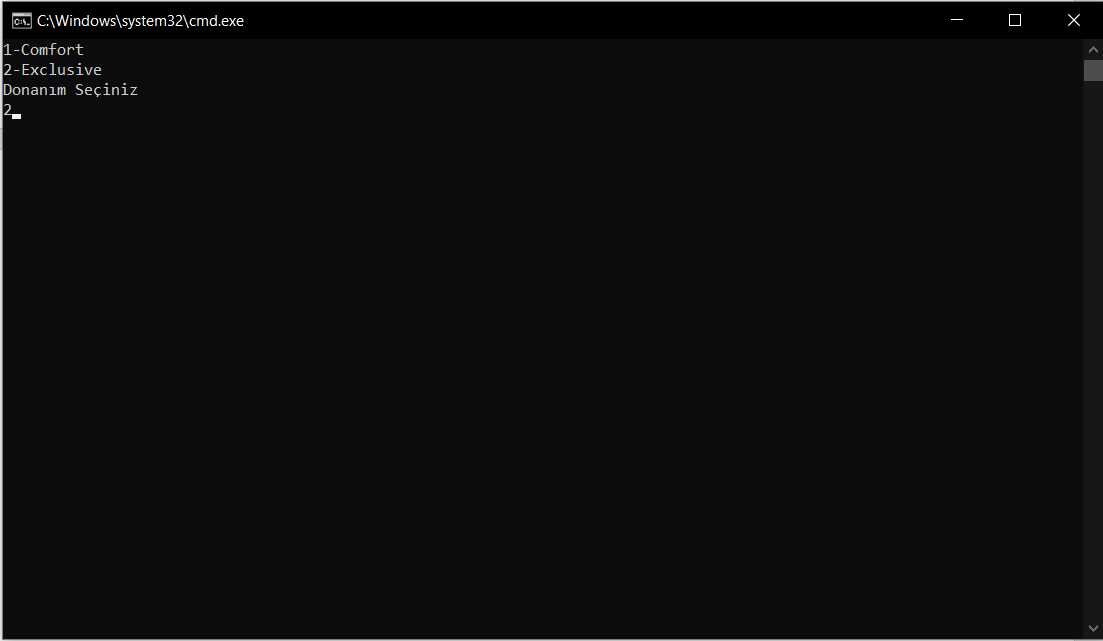 C:\Windows\system32\cmd.exe
1-Comfort
2-Exclusive
Donanım Seçiniz
2